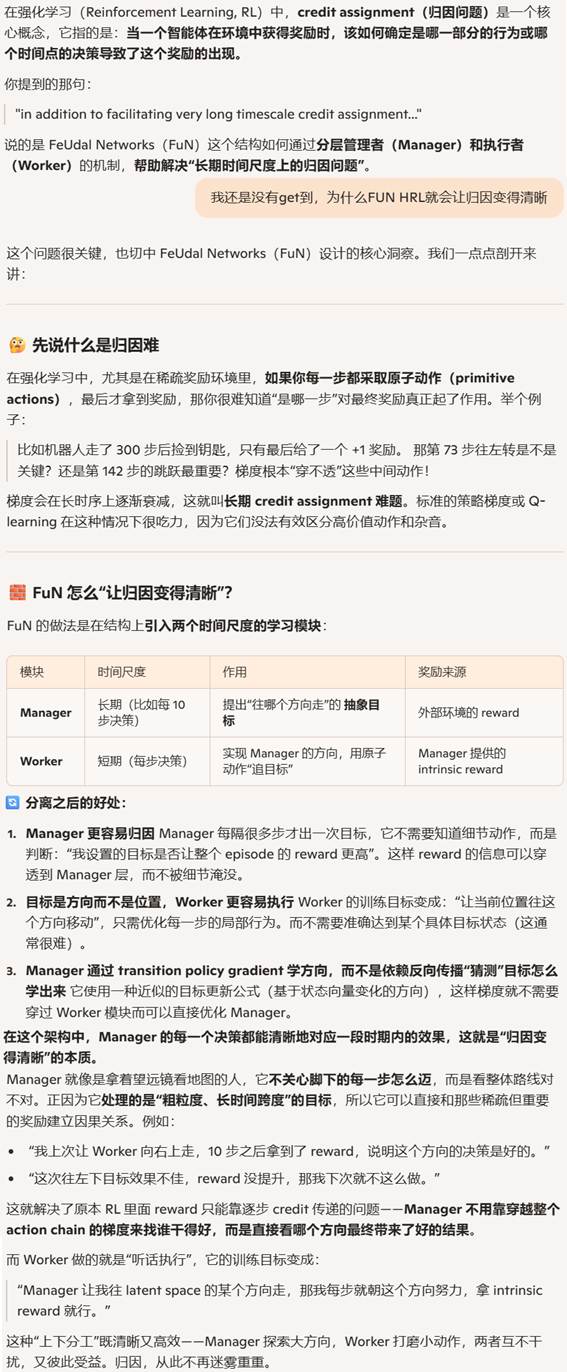 在强化学习（Reinforcement Learning, RL）中，credit assignment（归因问题）是一个核
心概念，它指的是：当一个智能体在环境中获得奖励时，该如何确定是哪一部分的行为或哪
个时间点的决策导致了这个奖励的出现。
你提到的那句：
"in addition to facilitating very long timescale credit assignment..."
说的是 FeUdal Networks（FuN）这个结构如何通过分层管理者（Manager）和执行者
（Worker）的机制，帮助解决“长期时间尺度上的归因问题”。
我还是没有get到，为什么FUN HRL就会让归因变得清晰
这个问题很关键，也切中 FeUdal Networks（FuN）设计的核心洞察。我们一点点剖开来
讲：
🤔 先说什么是归因难
在强化学习中，尤其是在稀疏奖励环境里，如果你每一步都采取原子动作（primitive
actions），最后才拿到奖励，那你很难知道“是哪一步”对最终奖励真正起了作用。举个例
子：
比如机器人走了 300 步后捡到钥匙，只有最后给了一个 +1 奖励。 那第 73 步往左转是不是
关键？还是第 142 步的跳跃最重要？梯度根本“穿不透”这些中间动作！
梯度会在长时序上逐渐衰减，这就叫长期 credit assignment 难题。标准的策略梯度或 Q-
learning 在这种情况下很吃力，因为它们没法有效区分高价值动作和杂音。
🧱 FuN 怎么“让归因变得清晰”？
FuN 的做法是在结构上引入两个时间尺度的学习模块：
模块 时间尺度 作用 奖励来源
Manager 长期（比如每 10 步决策） 提出“往哪个方向走”的 抽象目标 外部环境的 reward
Worker 短期（每步决策） 实现 Manager 的方向，用原子动作“追目标” Manager 提供的 intrinsic reward
🔄 分离之后的好处：
1. Manager 更容易归因 Manager 每隔很多步才出一次目标，它不需要知道细节动作，而是
判断：“我设置的目标是否让整个 episode 的 reward 更高”。这样 reward 的信息可以穿
透到 Manager 层，而不被细节淹没。
2. 目标是方向而不是位置，Worker 更容易执行 Worker 的训练目标变成：“让当前位置往这
个方向移动”，只需优化每一步的局部行为。而不需要准确达到某个具体目标状态（这通
常很难）。
3. Manager 通过 transition policy gradient 学方向，而不是依赖反向传播“猜测”目标怎么
学出来 它使用一种近似的目标更新公式（基于状态向量变化的方向），这样梯度就不需要
穿过 Worker 模块而可以直接优化 Manager。
在这个架构中，Manager 的每一个决策都能清晰地对应一段时期内的效果，这就是“归因变
得清晰”的本质。
Manager 就像是拿着望远镜看地图的人，它不关心脚下的每一步怎么迈，而是看整体路线对
不对。正因为它处理的是“粗粒度、长时间跨度”的目标，所以它可以直接和那些稀疏但重要
的奖励建立因果关系。例如：
• “我上次让 Worker 向右上走，10 步之后拿到了 reward，说明这个方向的决策是好的。”
• “这次往左下目标效果不佳，reward 没提升，那我下次就不这么做。”
这就解决了原本 RL 里面 reward 只能靠逐步 credit 传递的问题——Manager 不用靠穿越整个
action chain 的梯度来找谁干得好，而是直接看哪个方向最终带来了好的结果。
而 Worker 做的就是“听话执行”，它的训练目标变成：
“Manager 让我往 latent space 的某个方向走，那我每步就朝这个方向努力，拿 intrinsic
reward 就行。”
这种“上下分工”既清晰又高效——Manager 探索大方向，Worker 打磨小动作，两者互不干
扰，又彼此受益。归因，从此不再迷雾重重。